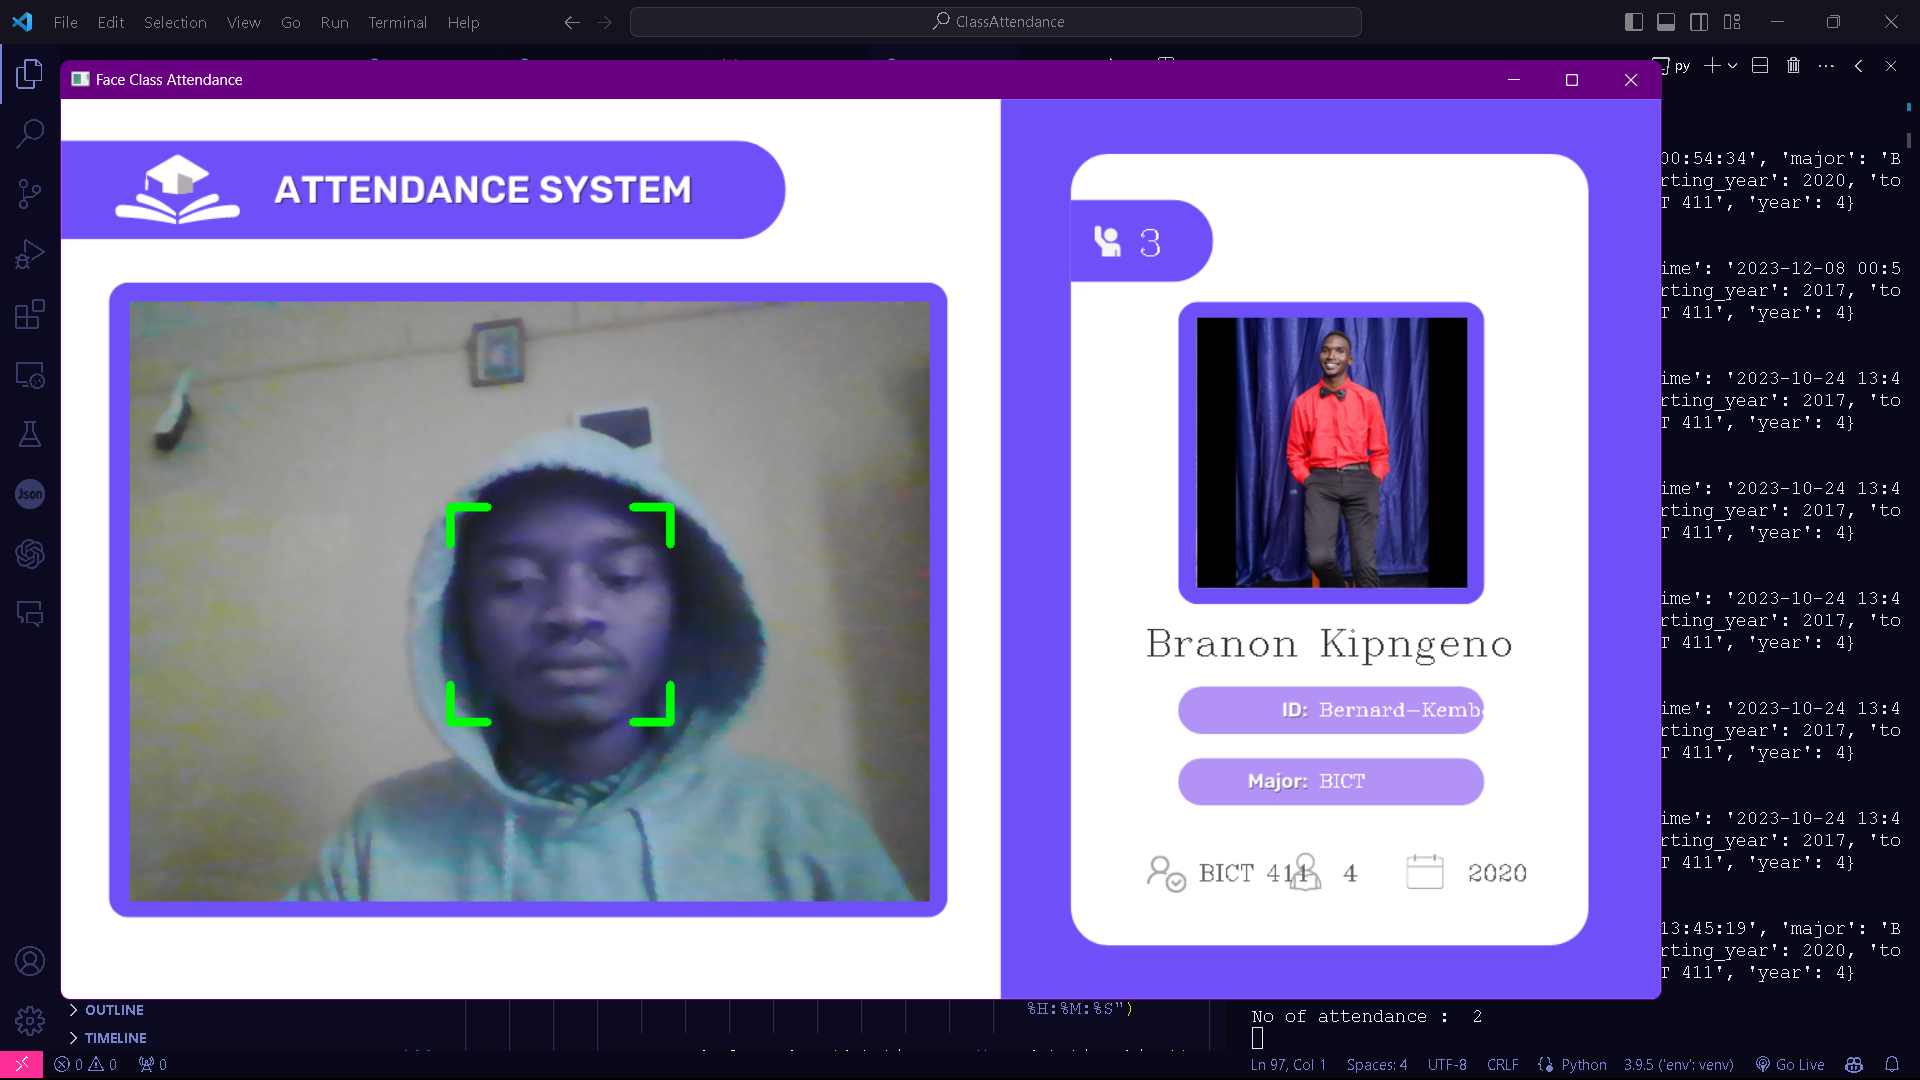 File Edit Selection View Go Run Terminal Help
ClassAttendance
Face Class Attendance
py
ATTENDANCE SYSTEM
3
Branon Kipngeno
ID: Bernard-Kemb
Major: BICT
BICT 411 4 2020
00:54:34', 'major': 'B
rting_year': 2020, 'to
T 411', 'year': 4}
ime': '2023-12-08 00:5
rting_year': 2017, 'to
T 411', 'year': 4}
ime': '2023-10-24 13:4
rting_year': 2017, 'to
T 411', 'year': 4}
ime': '2023-10-24 13:4
rting_year': 2017, 'to
T 411', 'year': 4}
ime': '2023-10-24 13:4
rting_year': 2017, 'to
T 411', 'year': 4}
ime': '2023-10-24 13:4
rting_year': 2017, 'to
T 411', 'year': 4}
ime': '2023-10-24 13:4
rting_year': 2017, 'to
T 411', 'year': 4}
13:45:19', 'major': 'B
rting_year': 2020, 'to
T 411', 'year': 4}
No of attendance : 2
Json
OUTLINE
TIMELINE
%H:%M:%S")
0 0 0
Ln 97, Col 1 Spaces: 4 UTF-8 CRLF Python 3.9.5 ('env': venv) Go Live